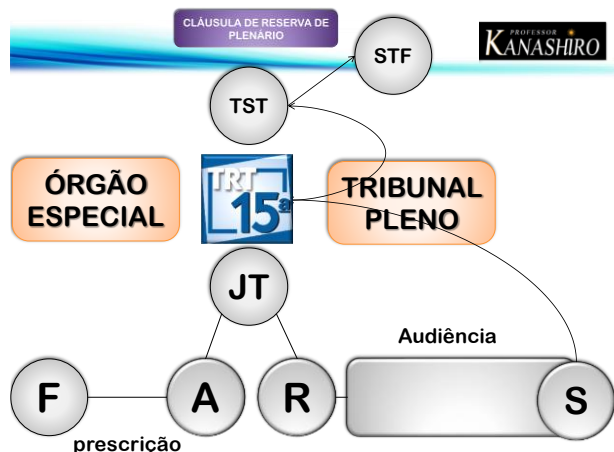 CLÁUSULA DE RESERVA DE
PLENÁRIO
PROFESSOR
KANASHIRO
STF
TST
ÓRGÃO
ESPECIAL
TRT
15ª
TRIBUNAL
PLENO
JT
Audiência
F
A
R
S
prescrição